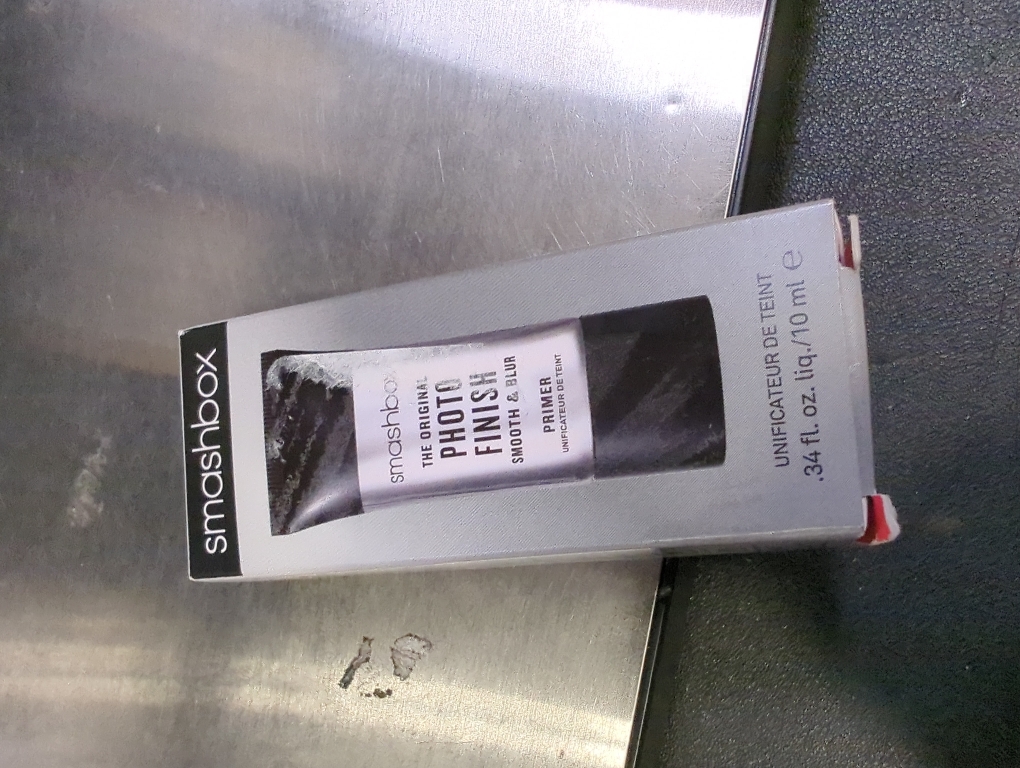 smashbox
smashbox
THE ORIGINAL
PHOTO
FINISH
SMOOTH & BLUR
PRIMER
UNIFICATEUR DE TEINT
UNIFICATEUR DE TEINT
.34 fl. oz. liq./10 ml e